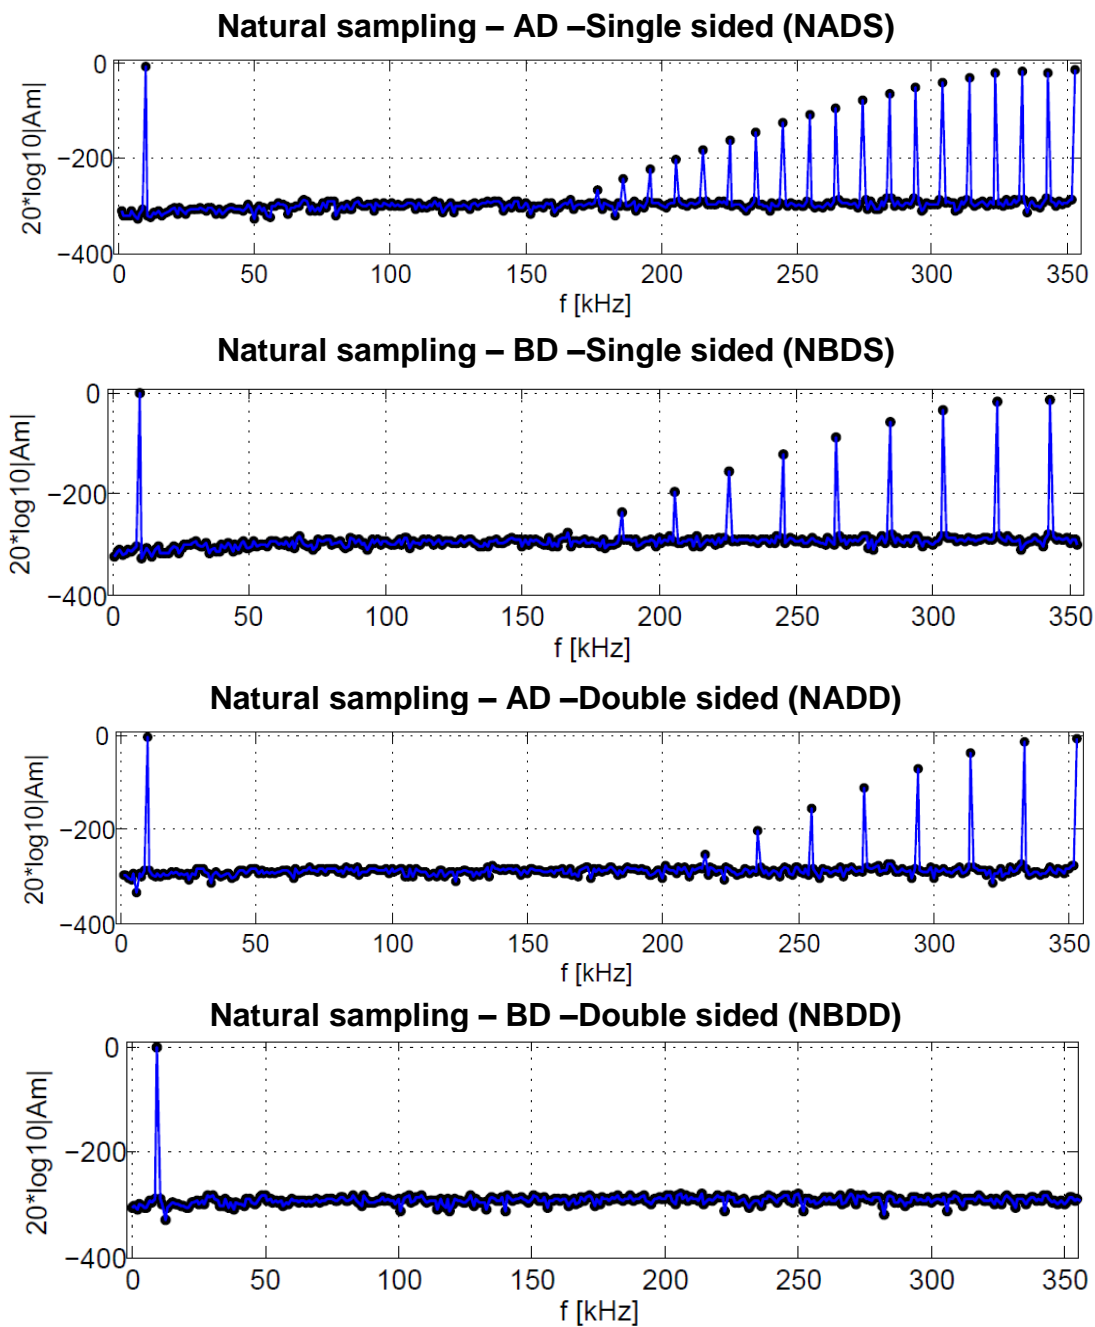 Natural sampling – AD –Single sided (NADS)
20*log10|Am|
0
−200
−400
0 50 100 150 200 250 300 350
f [kHz]
Natural sampling – BD –Single sided (NBDS)
20*log10|Am|
0
−200
−400
0 50 100 150 200 250 300 350
f [kHz]
Natural sampling – AD –Double sided (NADD)
20*log10|Am|
0
−200
−400
0 50 100 150 200 250 300 350
f [kHz]
Natural sampling – BD –Double sided (NBDD)
20*log10|Am|
0
−200
−400
0 50 100 150 200 250 300 350
f [kHz]